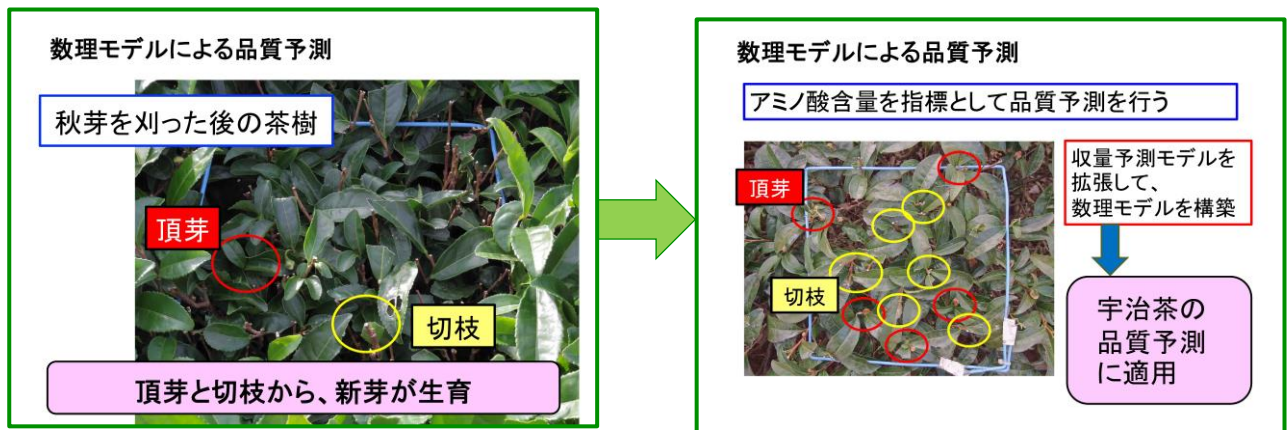 数理モデルによる品質予測
秋芽を刈った後の茶樹
頂芽
切枝
頂芽と切枝から、新芽が生育
数理モデルによる品質予測
アミノ酸含量を指標として品質予測を行う
頂芽
切枝
収量予測モデルを
拡張して、
数理モデルを構築
宇治茶の
品質予測
に適用